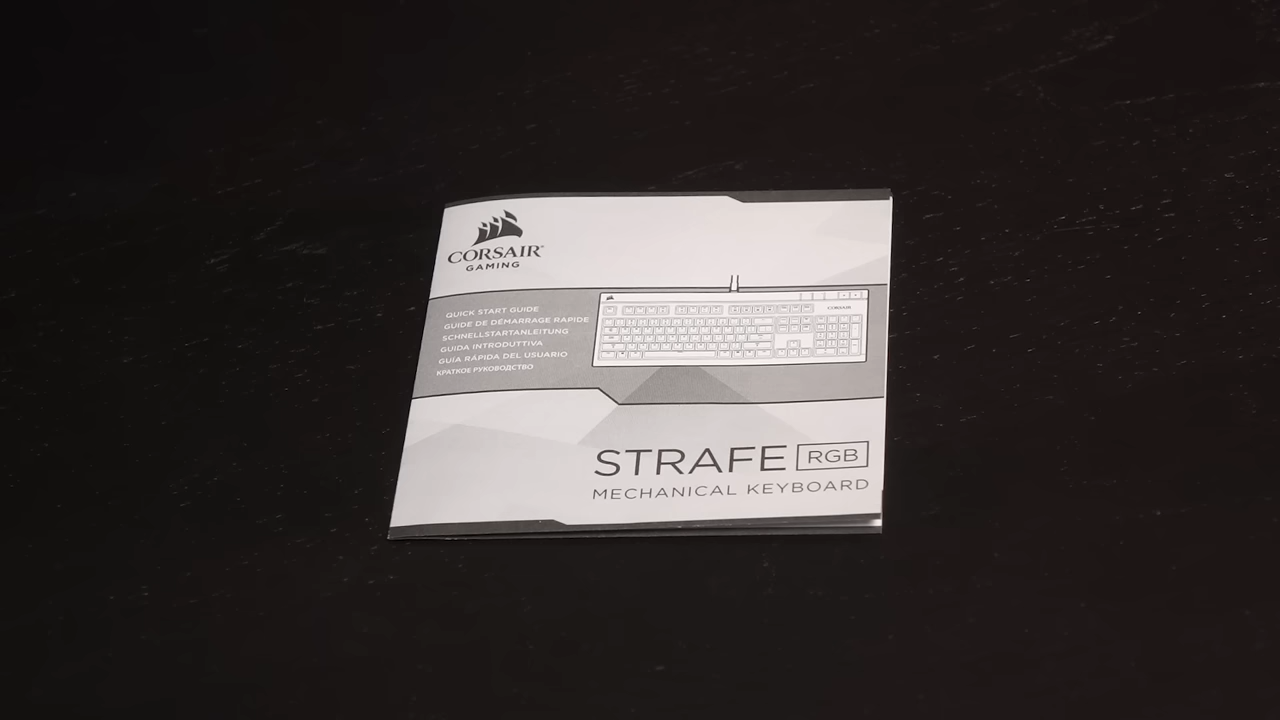 CORSAIR
GAMING
QUICK START GUIDE
GUIDE DE DÉMARRAGE RAPIDE
SCHNELLSTARTANLEITUNG
GUIDA INTRODUTTIVA
GUÍA RÁPIDA DEL USUARIO
КРАТКОЕ РУКОВОДСТВО
CORSAIR
STRAFE RGB
MECHANICAL KEYBOARD